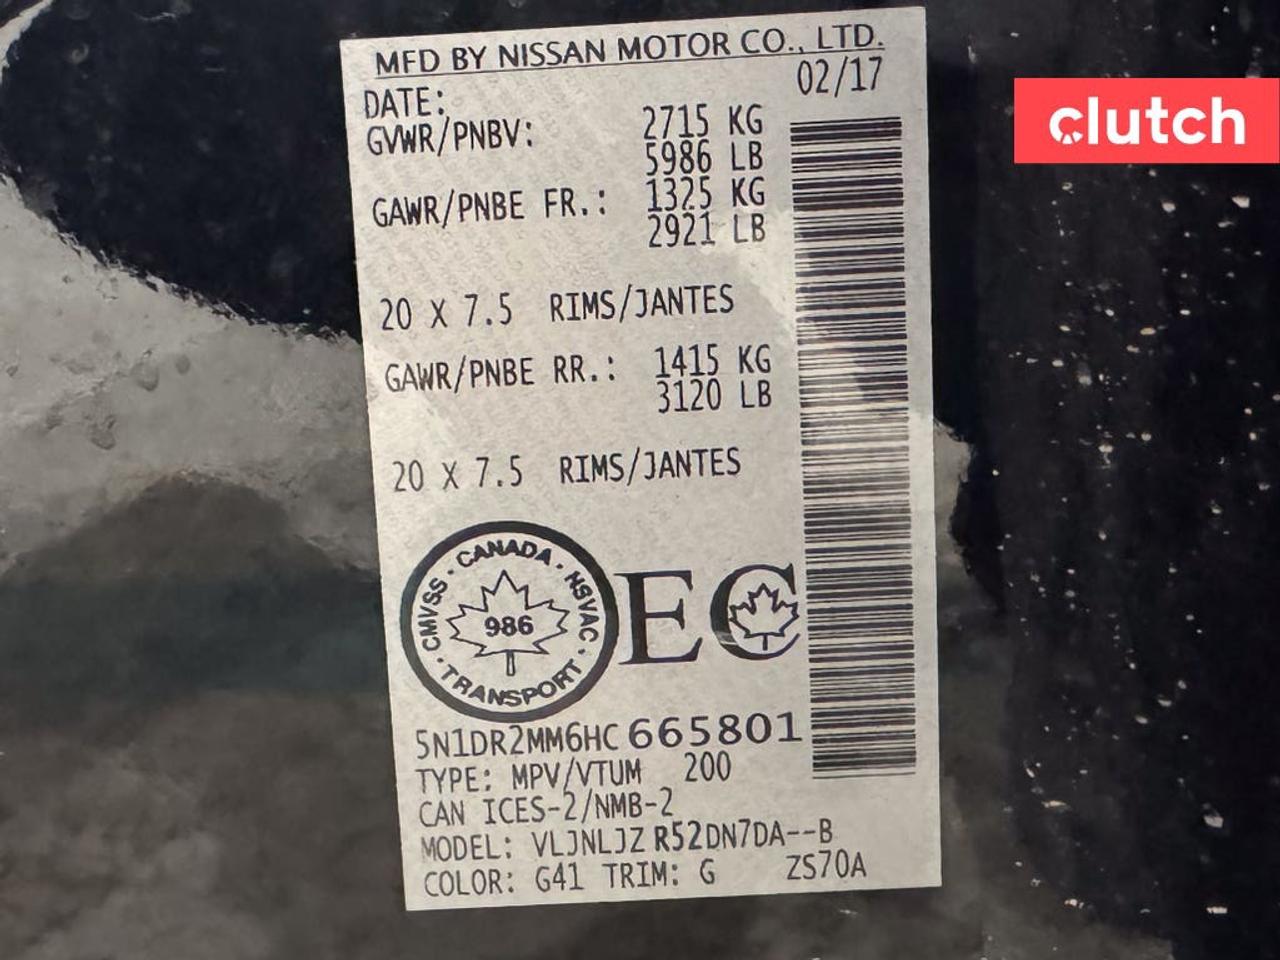 MFD BY NISSAN MOTOR CO., LTD.
DATE: 02/17
GVWR/PNBV: 2715 KG
5986 LB
GAWR/PNBE FR.: 1325 KG
2921 LB
20 X 7.5 RIMS/JANTES
GAWR/PNBE RR.: 1415 KG
3120 LB
20 X 7.5 RIMS/JANTES
CMVSS · CANADA · NSVAC · TRANSPORT ·
986
EC
5N1DR2MM6HC665801
TYPE: MPV/VTUM 200
CAN ICES-2/NMB-2
MODEL: VLJNLJZ R52DN7DA--B
COLOR: G41 TRIM: G ZS70A
clutch